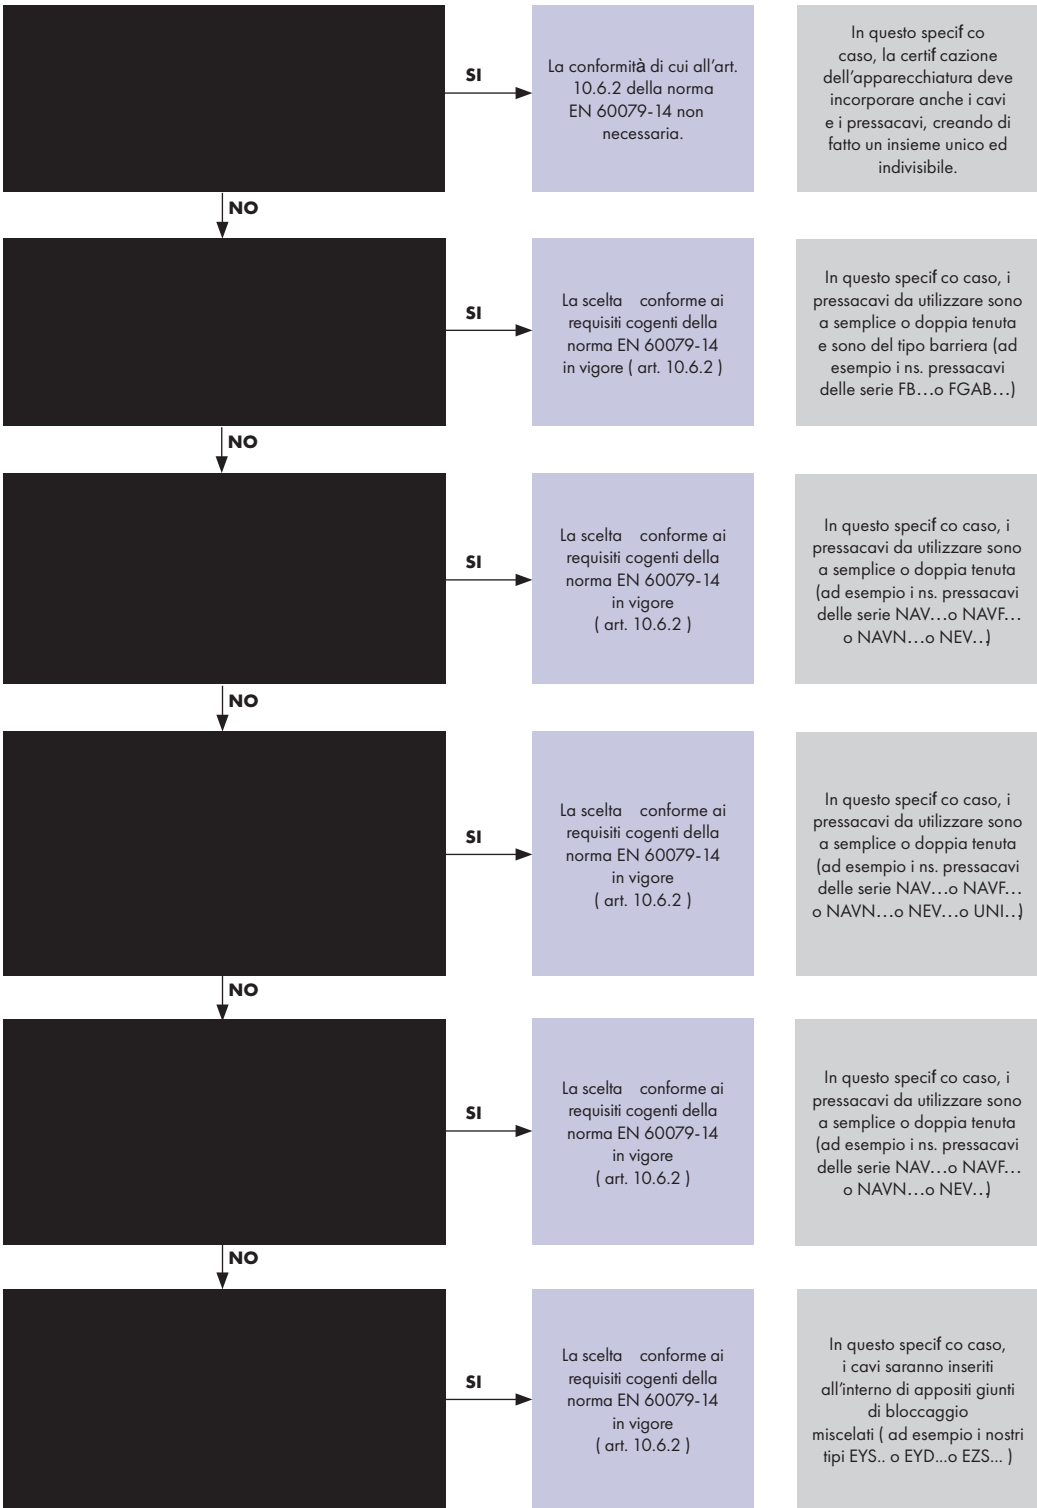 SI
La conformità di cui all'art.
10.6.2 della norma
EN 60079-14 non
necessaria.
In questo specif co
caso, la certif cazione
dell'apparecchiatura deve
incorporare anche i cavi
e i pressacavi, creando di
fatto un insieme unico ed
indivisibile.
NO
SI
La scelta conforme ai
requisiti cogenti della
norma EN 60079-14
in vigore ( art. 10.6.2 )
In questo specif co caso, i
pressacavi da utilizzare sono
a semplice o doppia tenuta
e sono del tipo barriera (ad
esempio i ns. pressacavi
delle serie FB...o FGAB...)
NO
SI
La scelta conforme ai
requisiti cogenti della
norma EN 60079-14
in vigore
( art. 10.6.2 )
In questo specif co caso, i
pressacavi da utilizzare sono
a semplice o doppia tenuta
(ad esempio i ns. pressacavi
delle serie NAV...o NAVF...
o NAVN...o NEV...)
NO
SI
La scelta conforme ai
requisiti cogenti della
norma EN 60079-14
in vigore
( art. 10.6.2 )
In questo specif co caso, i
pressacavi da utilizzare sono
a semplice o doppia tenuta
(ad esempio i ns. pressacavi
delle serie NAV...o NAVF...
o NAVN...o NEV...o UNI...)
NO
SI
La scelta conforme ai
requisiti cogenti della
norma EN 60079-14
in vigore
( art. 10.6.2 )
In questo specif co caso, i
pressacavi da utilizzare sono
a semplice o doppia tenuta
(ad esempio i ns. pressacavi
delle serie NAV...o NAVF...
o NAVN...o NEV...)
NO
SI
La scelta conforme ai
requisiti cogenti della
norma EN 60079-14
in vigore
( art. 10.6.2 )
In questo specif co caso,
i cavi saranno inseriti
all'interno di appositi giunti
di bloccaggio
miscelati ( ad esempio i nostri
tipi EYS.. o EYD...o EZS... )